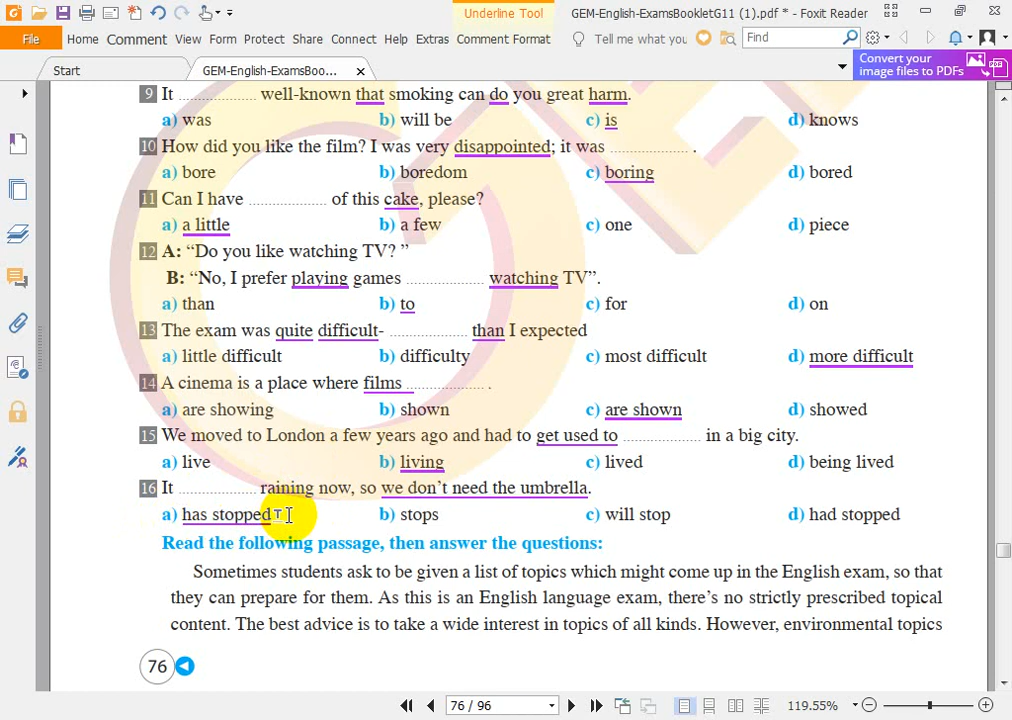 Underline Tool
GEM-English-ExamsBookletG11 (1).pdf * - Foxit Reader
File Home Comment View Form Protect Share Connect Help Extras Comment Format Tell me what you Find
Start GEM-English-ExamsBoo...
Convert your
image files to PDFs
9 It .................... well-known that smoking can do you great harm.
a) was b) will be c) is d) knows
10 How did you like the film? I was very disappointed; it was .................... .
a) bore b) boredom c) boring d) bored
11 Can I have .................... of this cake, please?
a) a little b) a few c) one d) piece
12 A: “Do you like watching TV? ”
B: “No, I prefer playing games .................... watching TV”.
a) than b) to c) for d) on
13 The exam was quite difficult- .................... than I expected
a) little difficult b) difficulty c) most difficult d) more difficult
14 A cinema is a place where films .................... .
a) are showing b) shown c) are shown d) showed
15 We moved to London a few years ago and had to get used to .................... in a big city.
a) live b) living c) lived d) being lived
16 It .................... raining now, so we don’t need the umbrella.
a) has stopped b) stops c) will stop d) had stopped
Read the following passage, then answer the questions:
Sometimes students ask to be given a list of topics which might come up in the English exam, so that
they can prepare for them. As this is an English language exam, there’s no strictly prescribed topical
content. The best advice is to take a wide interest in topics of all kinds. However, environmental topics
76
76 / 96
119.55%